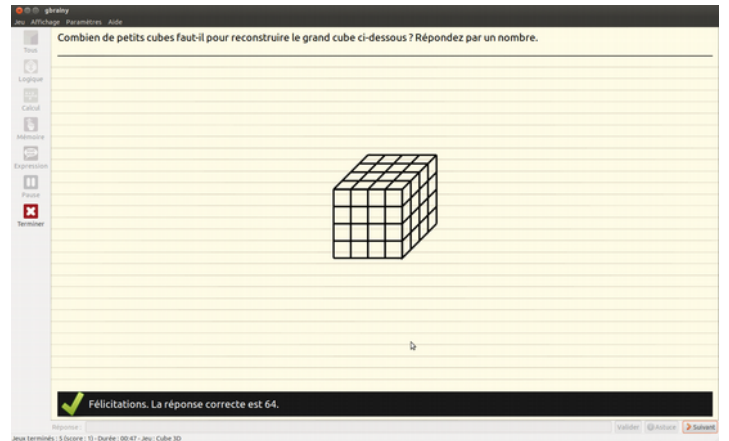 gbrainy
Jeu Affichage Paramètres Aide
Combien de petits cubes faut-il pour reconstruire le grand cube ci-dessous ? Répondez par un nombre.
Tous
Logique
Calcul
Mémoire
Expression
Pause
Terminer
Félicitations. La réponse correcte est 64.
Réponse :
Valider Astuce Suivant
Jeux terminés : 5 (score : 1) - Durée : 00:47 - Jeu : Cube 3D